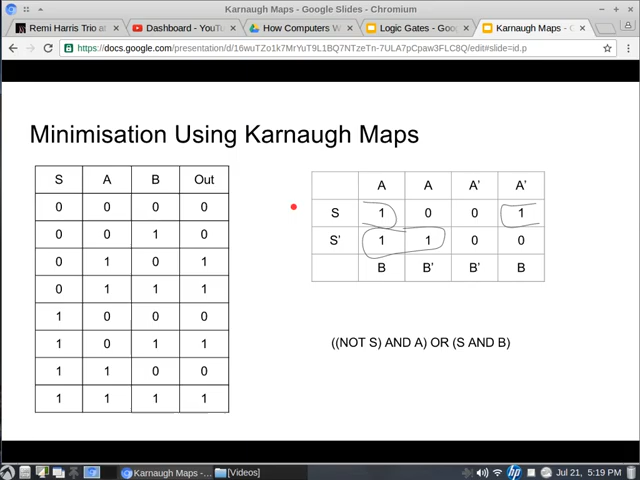 Karnaugh Maps - Google Slides - Chromium
Remi Harris Trio at
Dashboard - YouTu
How Computers W
Logic Gates - Goo
Karnaugh Maps - G
https://docs.google.com/presentation/d/16wuTZo1k7MrYuT9L1BQ7NTzeTn-7ULA7pCpaw3FLC8Q/edit#slide=id.p
Minimisation Using Karnaugh Maps
S A B Out
0 0 0 0
0 0 1 0
0 1 0 1
0 1 1 1
1 0 0 0
1 0 1 1
1 1 0 0
1 1 1 1
A A A' A'
S 1 0 0 1
S' 1 1 0 0
B B' B' B
((NOT S) AND A) OR (S AND B)
Karnaugh Maps -...
[Videos]
Jul 21, 5:19 PM